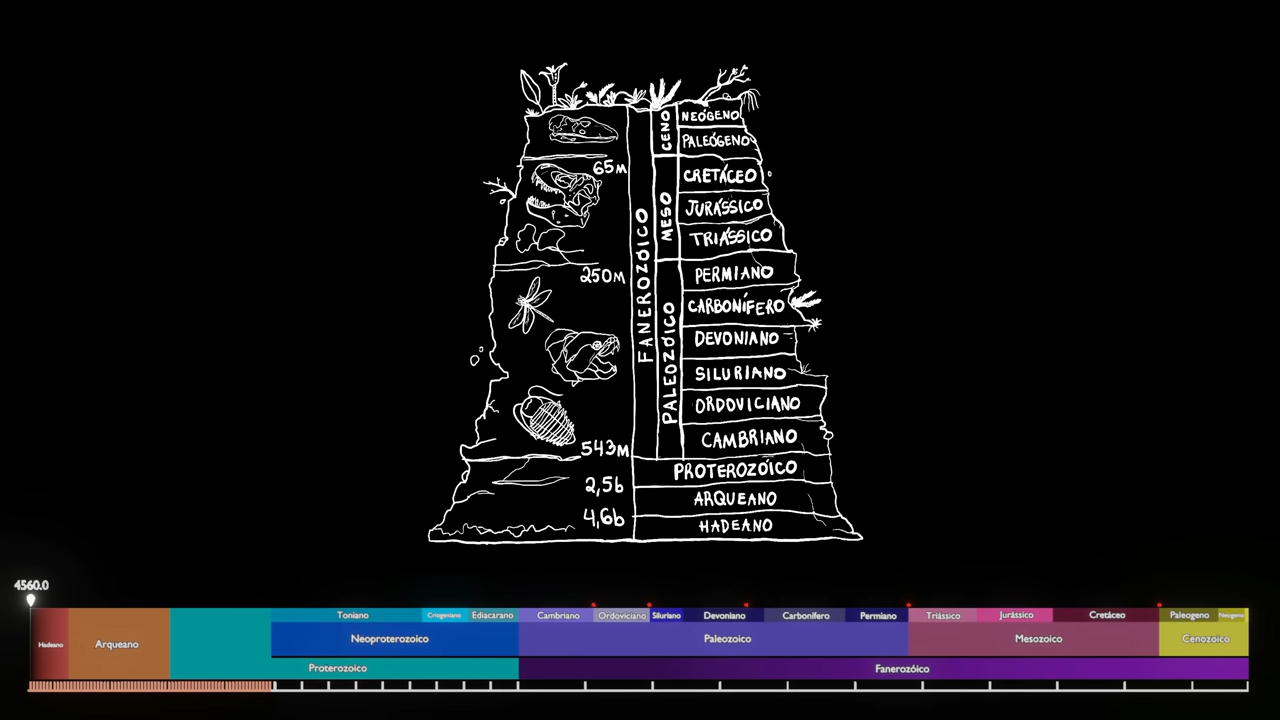 CENO
NEÓGENO
PALEÓGENO
65M
CRETÁCEO
MESO
JURÁSSICO
TRIÁSSICO
FANEROZÓICO
250M
PERMIANO
CARBONÍFERO
PALEOZÓICO
DEVONIANO
SILURIANO
ORDOVICIANO
CAMBRIANO
543M
PROTEROZÓICO
2,5b
ARQUEANO
4,6b
HADEANO
4560.0
Toniano Criogeniano Ediacarano Cambriano Ordoviciano Siluriano Devoniano Carbonífero Permiano Triássico Jurássico Cretáceo Paleogeno Neogeno
Hadeano Arqueano Neoproterozoico Paleozoico Mesozoico Cenozoico
Proterozoico Fanerozóico